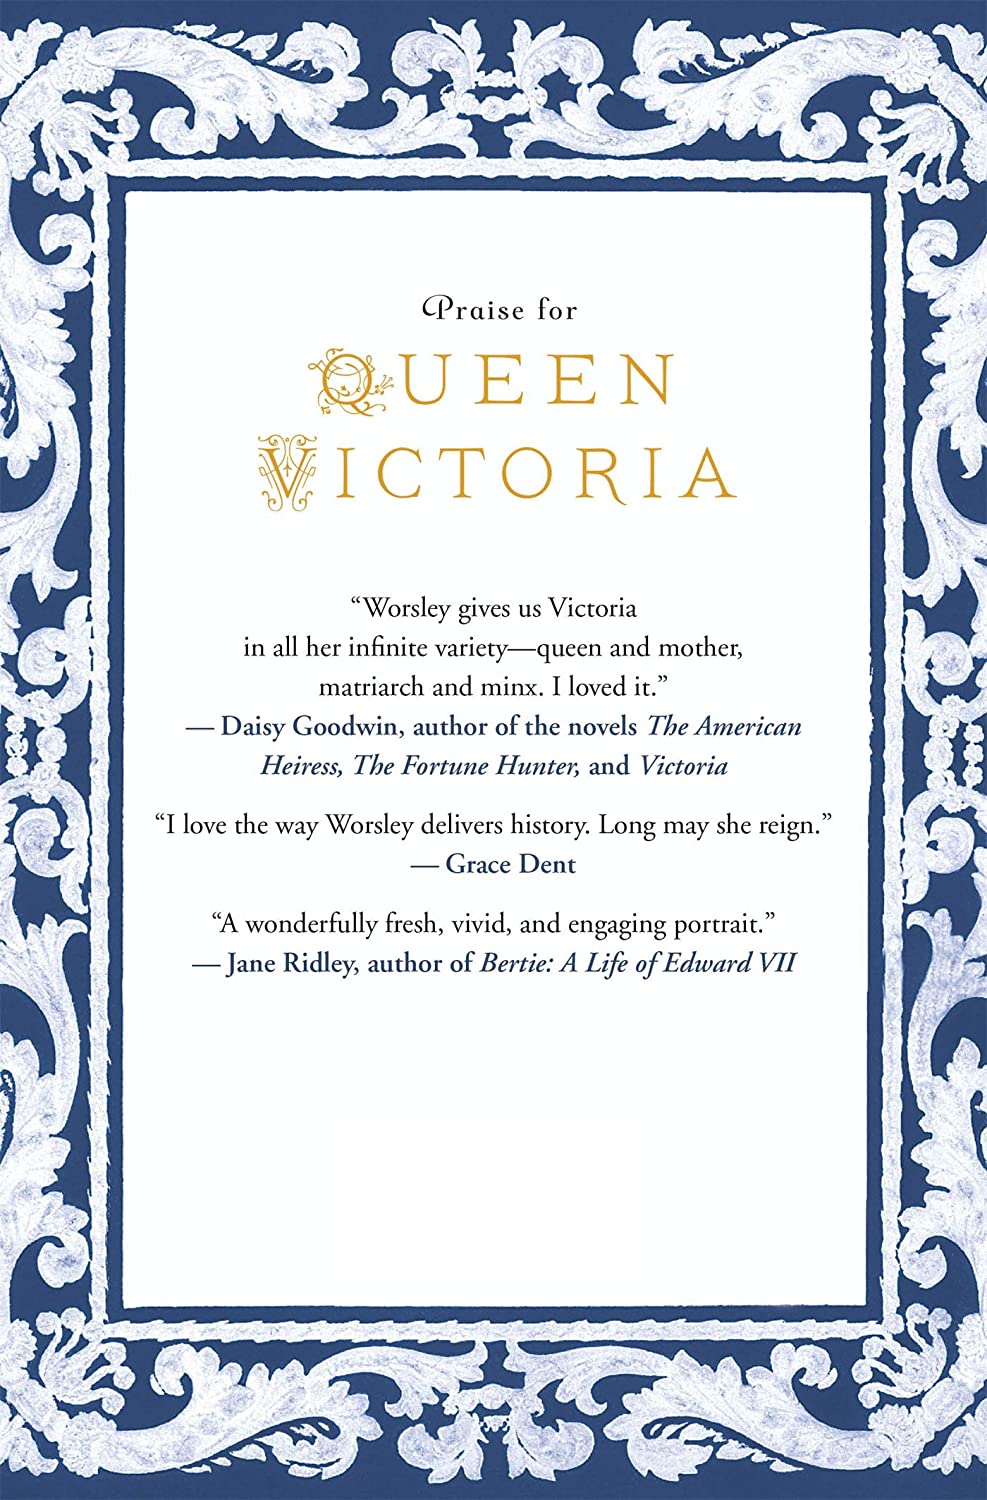 Praise for
QUEEN
VICTORIA
“Worsley gives us Victoria
in all her infinite variety—queen and mother,
matriarch and minx. I loved it.”
— Daisy Goodwin, author of the novels The American
Heiress, The Fortune Hunter, and Victoria
“I love the way Worsley delivers history. Long may she reign.”
— Grace Dent
“A wonderfully fresh, vivid, and engaging portrait.”
— Jane Ridley, author of Bertie: A Life of Edward VII